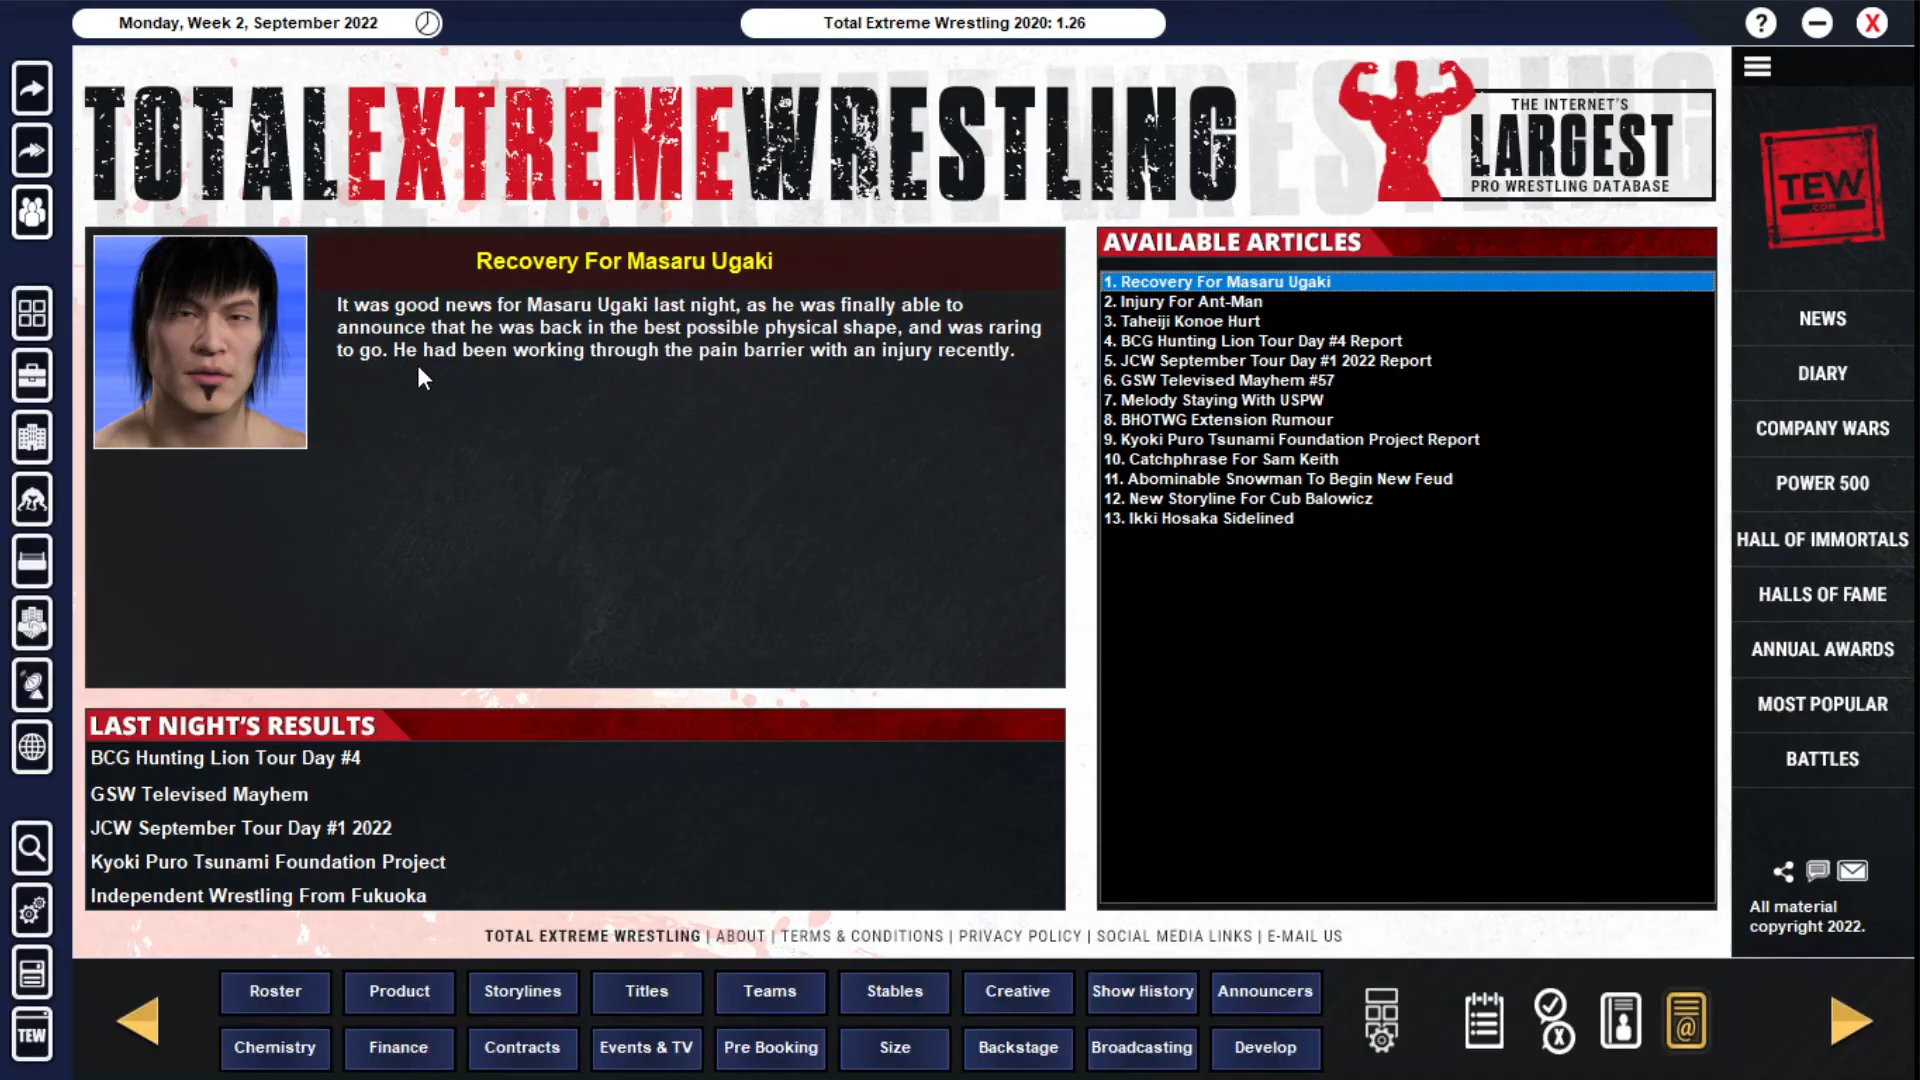 Monday, Week 2, September 2022
Total Extreme Wrestling 2020: 1.26
?
X
TOTALEXTREMEWRESTLING
THE INTERNET'S
LARGEST
PRO WRESTLING DATABASE
TEW
.COM
Recovery For Masaru Ugaki
It was good news for Masaru Ugaki last night, as he was finally able to
announce that he was back in the best possible physical shape, and was raring
to go. He had been working through the pain barrier with an injury recently.
AVAILABLE ARTICLES
1. Recovery For Masaru Ugaki
2. Injury For Ant-Man
3. Taheiji Konoe Hurt
4. BCG Hunting Lion Tour Day #4 Report
5. JCW September Tour Day #1 2022 Report
6. GSW Televised Mayhem #57
7. Melody Staying With USPW
8. BHOTWG Extension Rumour
9. Kyoki Puro Tsunami Foundation Project Report
10. Catchphrase For Sam Keith
11. Abominable Snowman To Begin New Feud
12. New Storyline For Cub Balowicz
13. Ikki Hosaka Sidelined
NEWS
DIARY
COMPANY WARS
POWER 500
HALL OF IMMORTALS
HALLS OF FAME
ANNUAL AWARDS
MOST POPULAR
BATTLES
All material
copyright 2022.
LAST NIGHT'S RESULTS
BCG Hunting Lion Tour Day #4
GSW Televised Mayhem
JCW September Tour Day #1 2022
Kyoki Puro Tsunami Foundation Project
Independent Wrestling From Fukuoka
TOTAL EXTREME WRESTLING | ABOUT | TERMS & CONDITIONS | PRIVACY POLICY | SOCIAL MEDIA LINKS | E-MAIL US
TEW
Roster Product Storylines Titles Teams Stables Creative Show History Announcers
Chemistry Finance Contracts Events & TV Pre Booking Size Backstage Broadcasting Develop